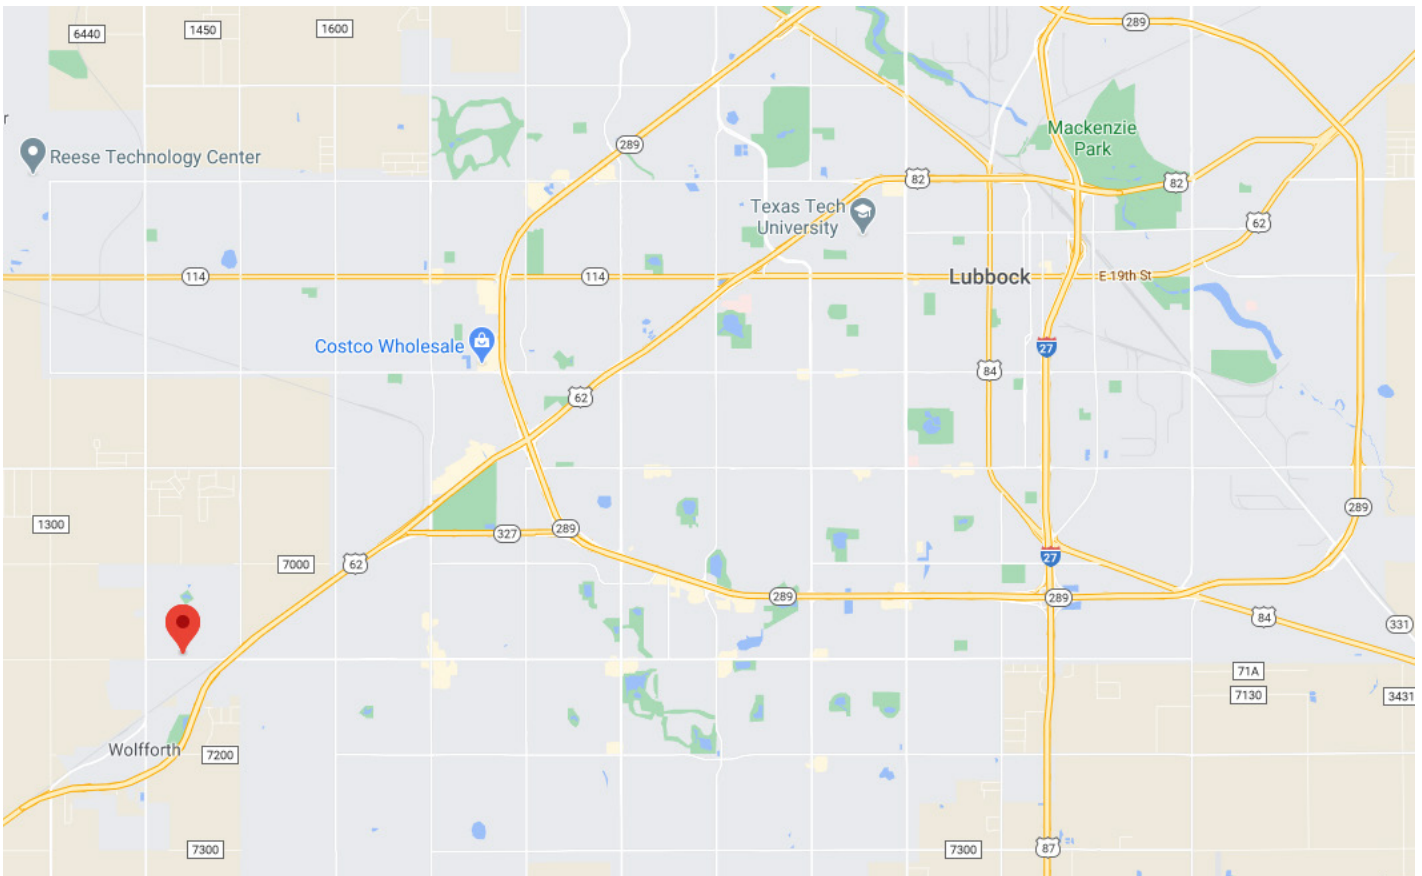 6440
1450
1600
289
289
r
Reese Technology Center
Mackenzie
Park
82
82
Texas Tech
University
62
114
114
Lubbock
E 19th St
Costco Wholesale
27
84
62
1300
327
289
289
7000
62
27
289
289
84
331
71A
7130
3431
Wolfforth
7200
7300
7300
87